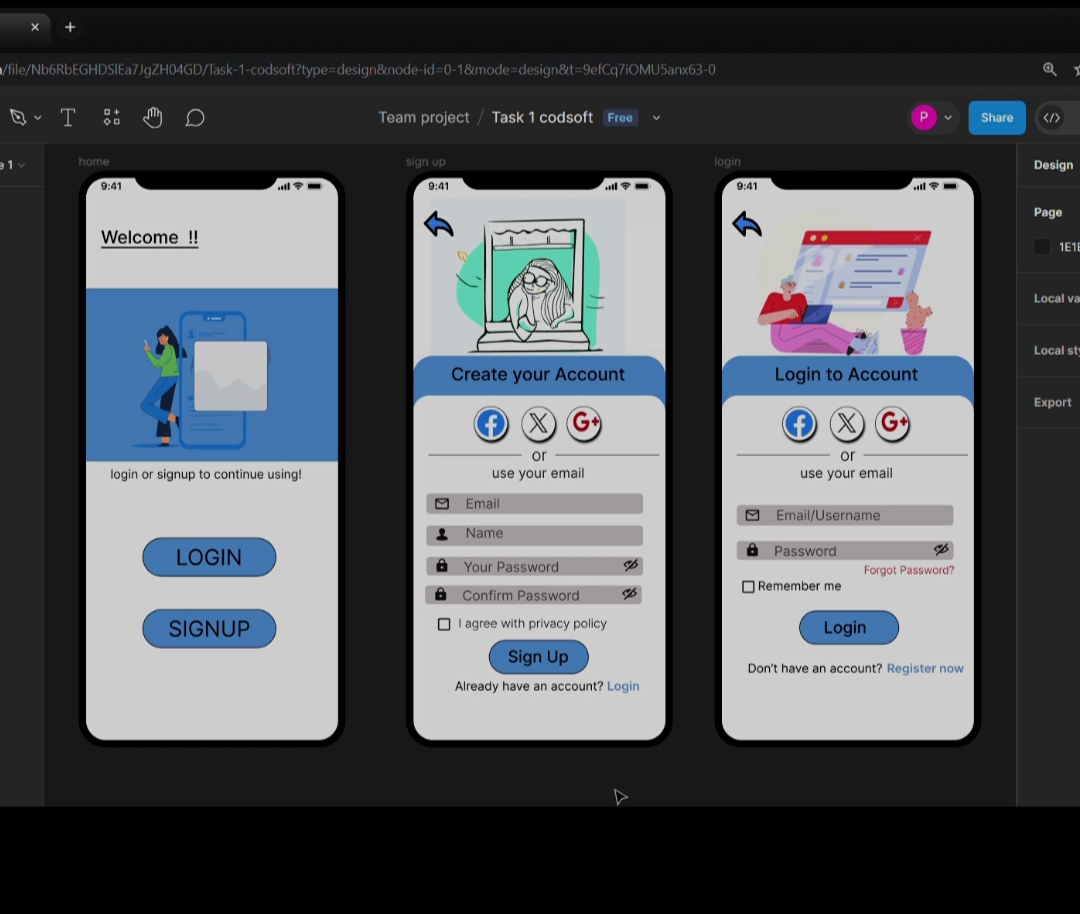 /file/Nb6RbEGHDSlEa7JgZH04GD/Task-1-codsoft?type=design&node-id=0-1&mode=design&t=9efCq7iOMU5anx63-0
Team project / Task 1 codsoft Free
P
Share
e 1
Design
Page
1E1E
Local va
Local sty
Export
home
9:41
Welcome !!
login or signup to continue using!
LOGIN
SIGNUP
sign up
9:41
Create your Account
f X G+
or
use your email
Email
Name
Your Password
Confirm Password
I agree with privacy policy
Sign Up
Already have an account? Login
login
9:41
Login to Account
f X G+
or
use your email
Email/Username
Password
Forgot Password?
Remember me
Login
Don't have an account? Register now